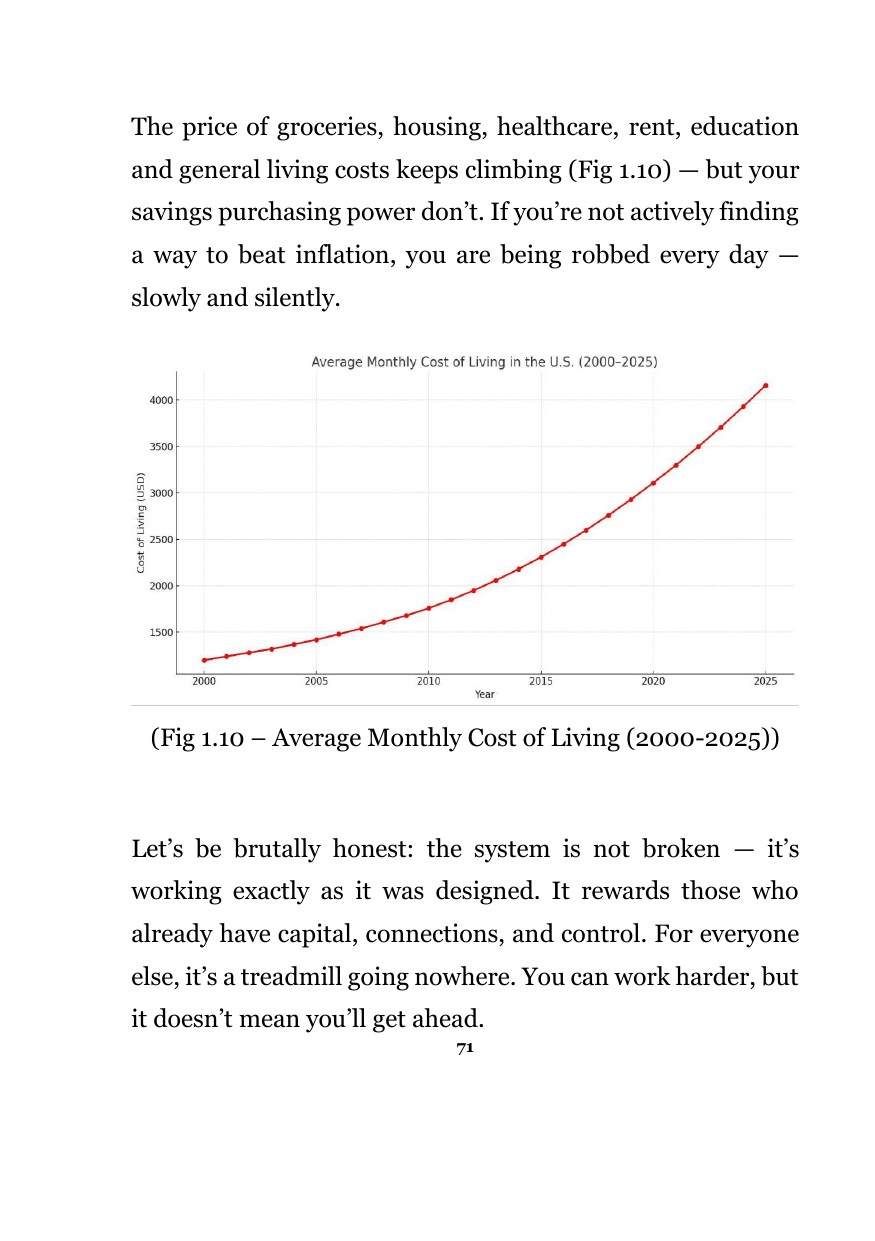 The price of groceries, housing, healthcare, rent, education
and general living costs keeps climbing (Fig 1.10) — but your
savings purchasing power don’t. If you’re not actively finding
a way to beat inflation, you are being robbed every day —
slowly and silently.
Average Monthly Cost of Living in the U.S. (2000–2025)
4000
3500
3000
2500
2000
1500
Cost of Living (USD)
2000 2005 2010 2015 2020 2025
Year
(Fig 1.10 – Average Monthly Cost of Living (2000-2025))
Let’s be brutally honest: the system is not broken — it’s
working exactly as it was designed. It rewards those who
already have capital, connections, and control. For everyone
else, it’s a treadmill going nowhere. You can work harder, but
it doesn’t mean you’ll get ahead.
71